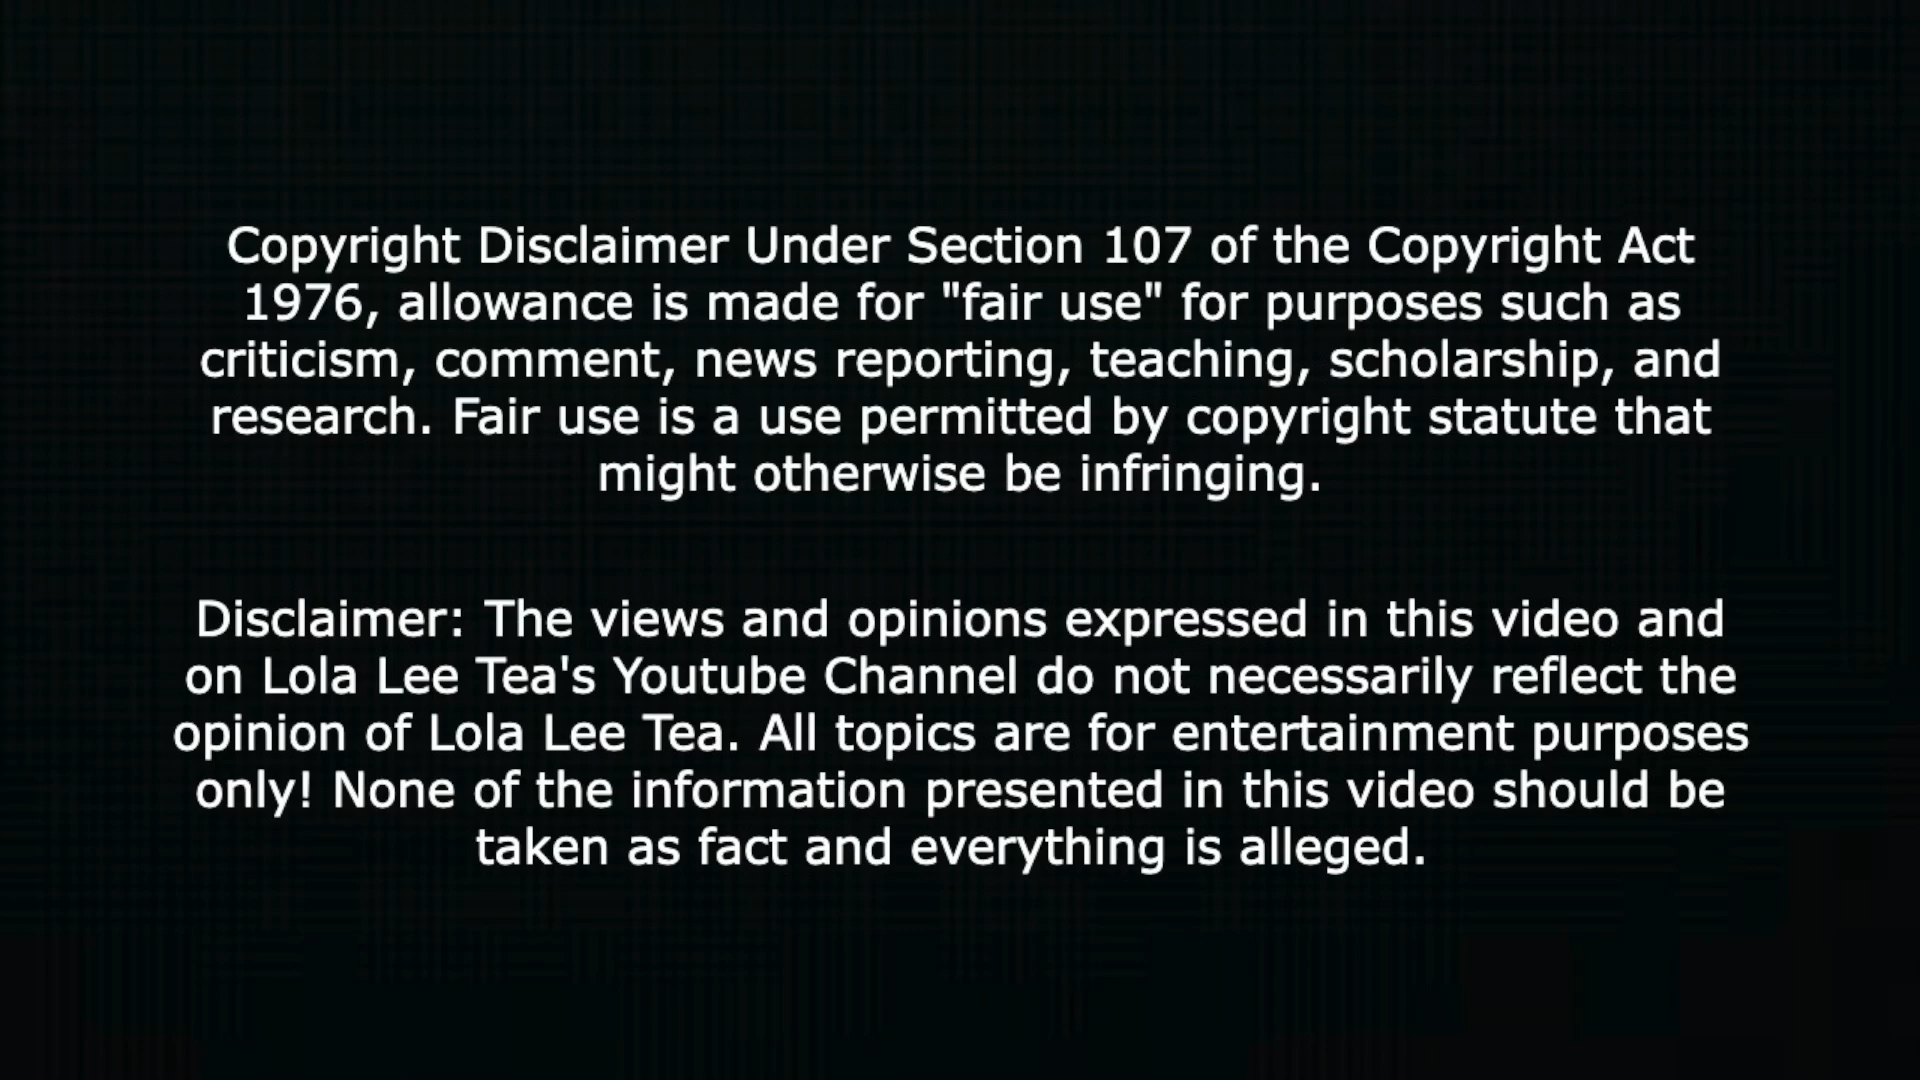 Copyright Disclaimer Under Section 107 of the Copyright Act
1976, allowance is made for "fair use" for purposes such as
criticism, comment, news reporting, teaching, scholarship, and
research. Fair use is a use permitted by copyright statute that
might otherwise be infringing.
Disclaimer: The views and opinions expressed in this video and
on Lola Lee Tea's Youtube Channel do not necessarily reflect the
opinion of Lola Lee Tea. All topics are for entertainment purposes
only! None of the information presented in this video should be
taken as fact and everything is alleged.